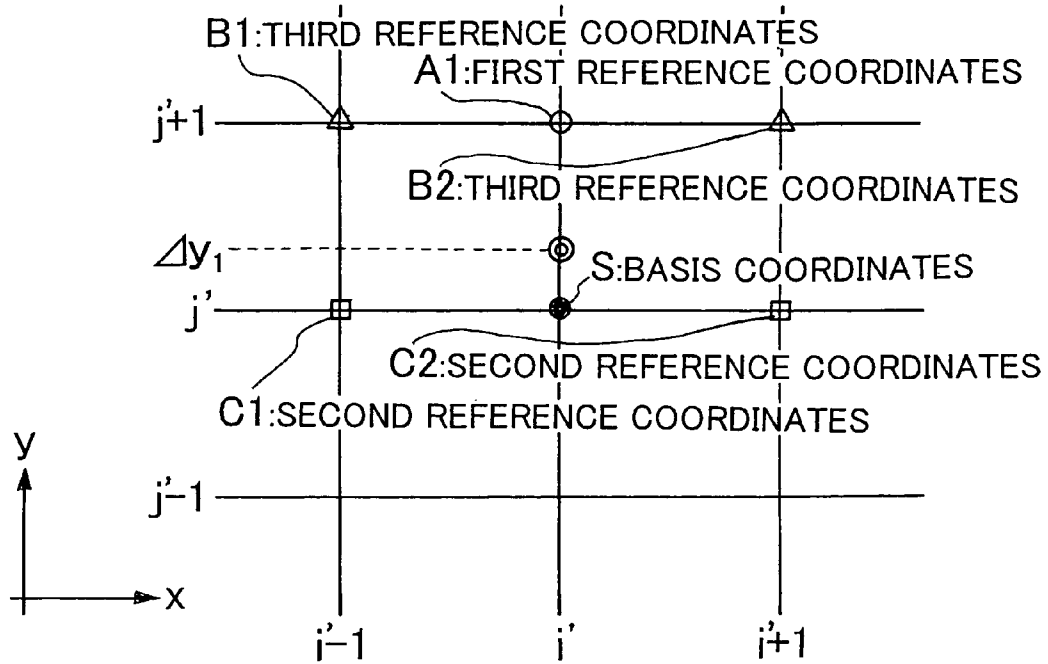 B1:THIRD REFERENCE COORDINATES
A1:FIRST REFERENCE COORDINATES
j'+1
B2:THIRD REFERENCE COORDINATES
⊿y₁
S:BASIS COORDINATES
j'
C2:SECOND REFERENCE COORDINATES
C1:SECOND REFERENCE COORDINATES
y
j'-1
x
i'-1
i'
i'+1